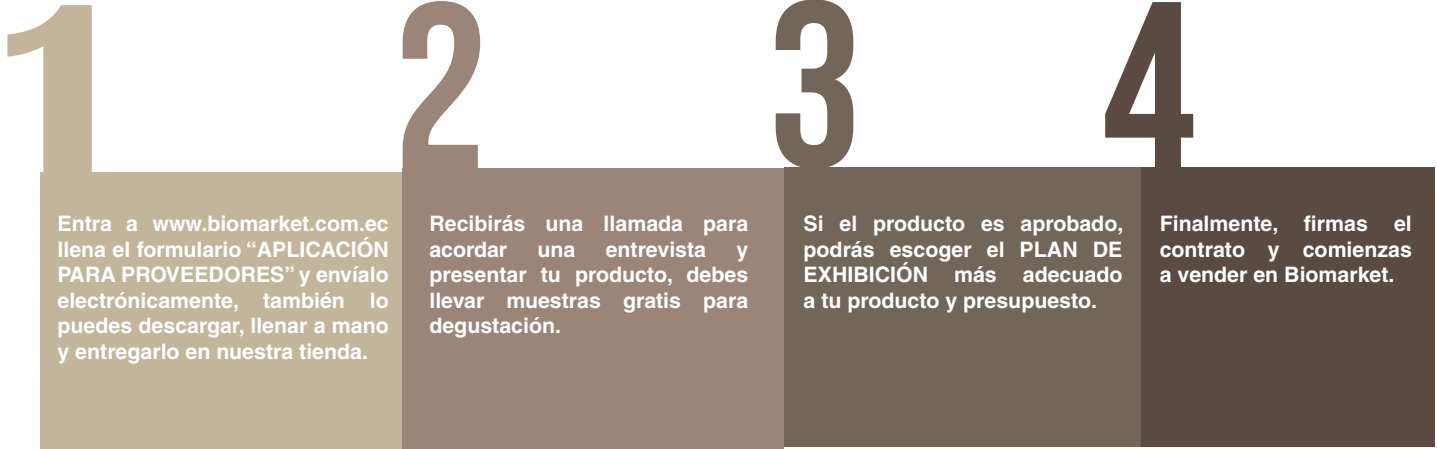 1
Entra a www.biomarket.com.ec
llena el formulario “APLICACIÓN
PARA PROVEEDORES” y envíalo
electrónicamente, también lo
puedes descargar, llenar a mano
y entregarlo en nuestra tienda.
2
Recibirás una llamada para
acordar una entrevista y
presentar tu producto, debes
llevar muestras gratis para
degustación.
3
Si el producto es aprobado,
podrás escoger el PLAN DE
EXHIBICIÓN más adecuado
a tu producto y presupuesto.
4
Finalmente, firmas el
contrato y comienzas
a vender en Biomarket.